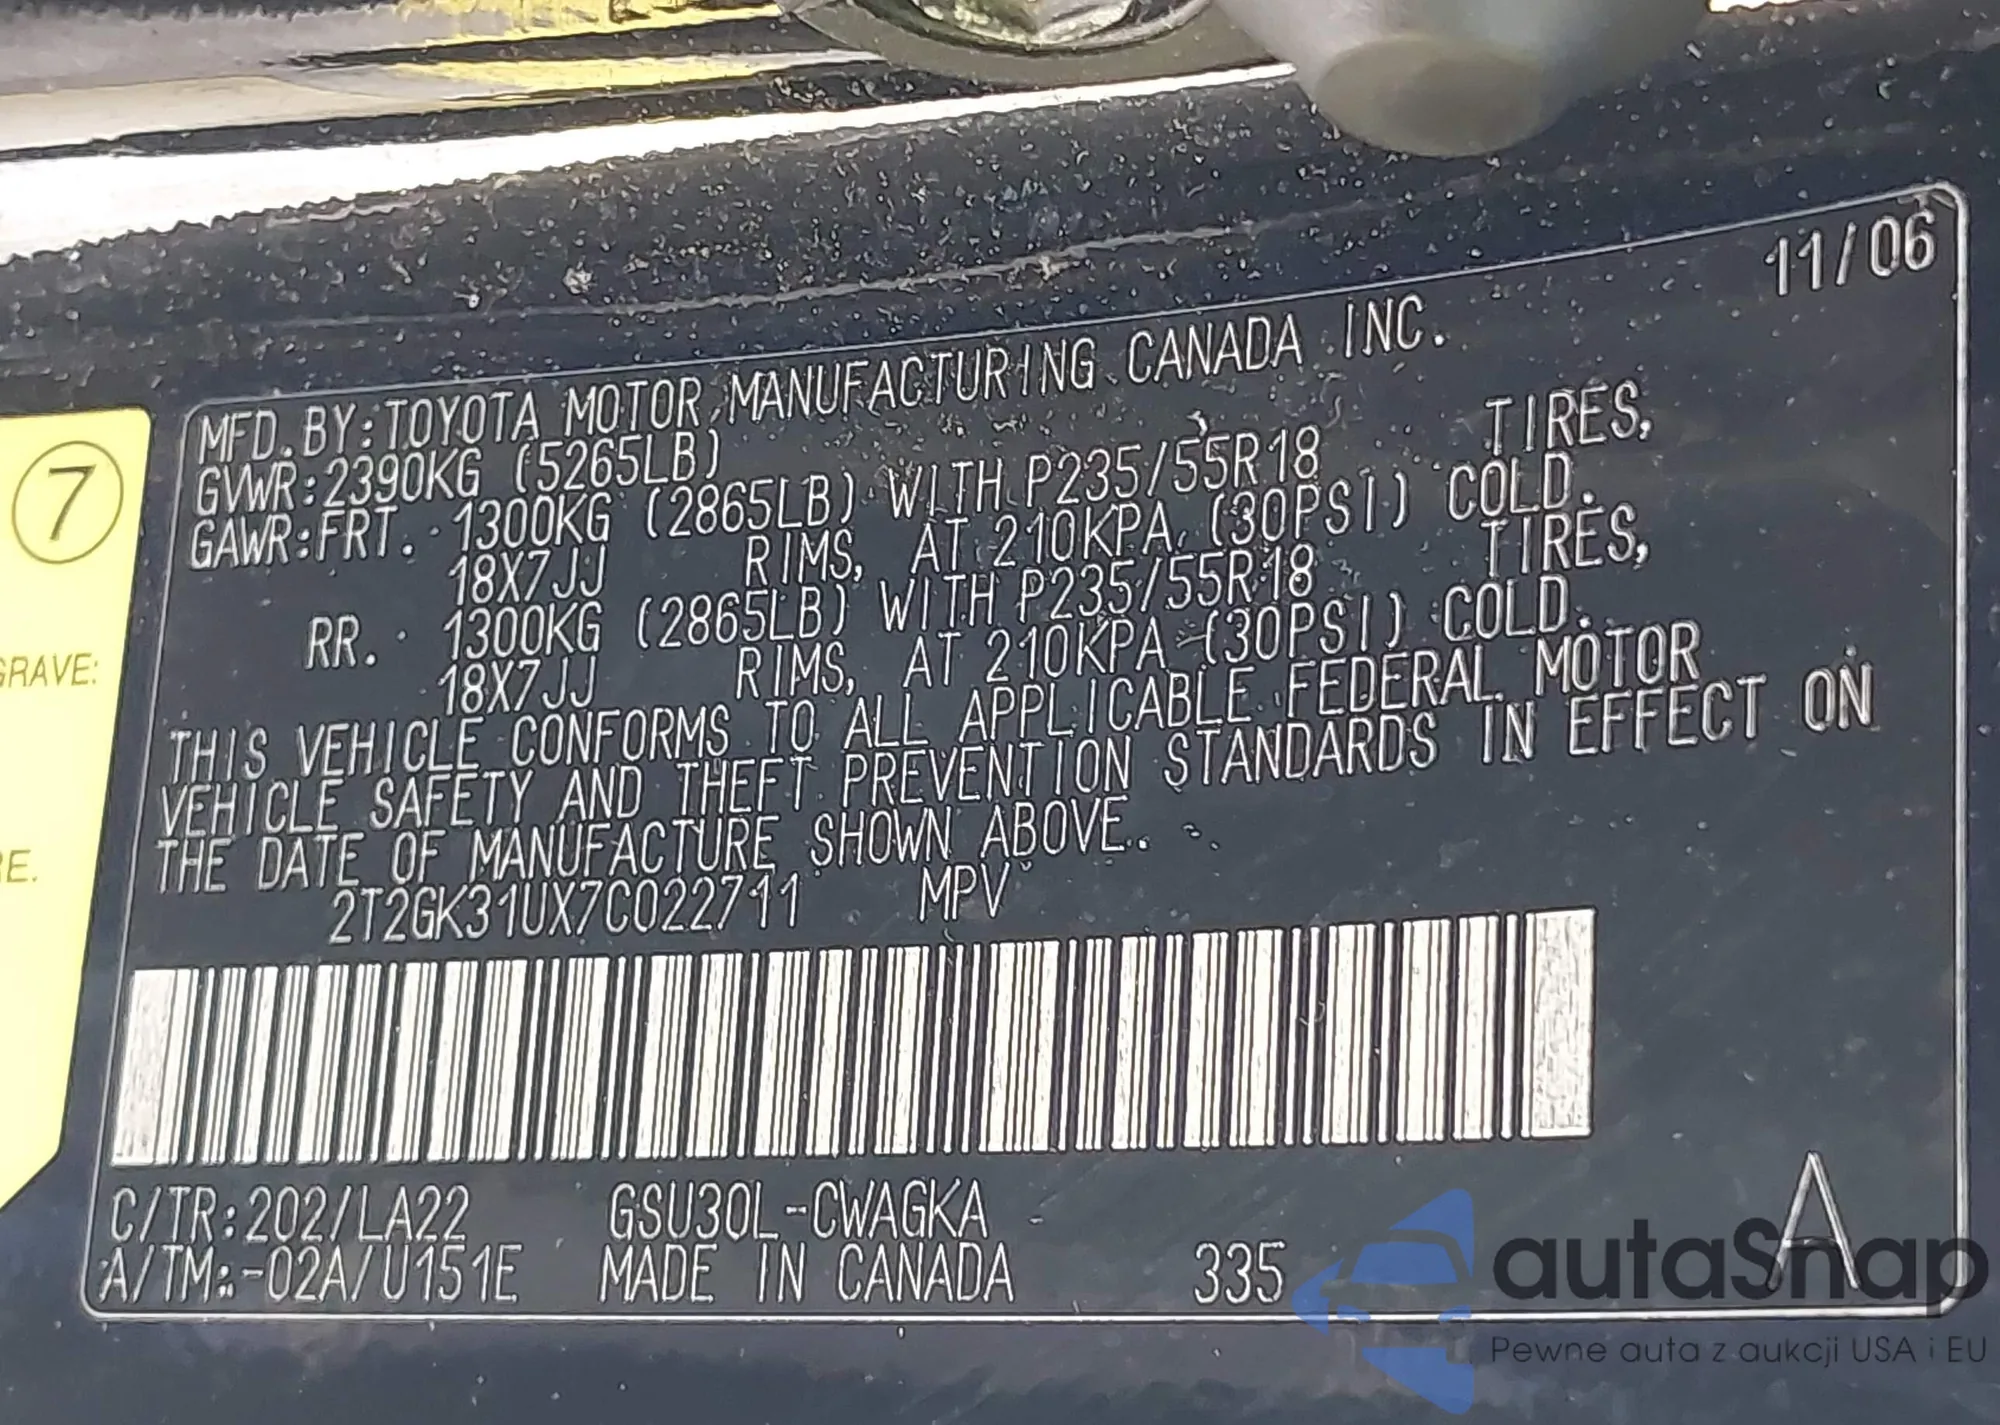 11/06
MFD. BY: TOYOTA MOTOR MANUFACTURING CANADA INC.
GVWR: 2390KG (5265LB)
GAWR: FRT. 1300KG (2865LB) WITH P235/55R18 TIRES,
18X7JJ RIMS, AT 210KPA (30PSI) COLD.
RR. 1300KG (2865LB) WITH P235/55R18 TIRES,
18X7JJ RIMS, AT 210KPA (30PSI) COLD.
THIS VEHICLE CONFORMS TO ALL APPLICABLE FEDERAL MOTOR
VEHICLE SAFETY AND THEFT PREVENTION STANDARDS IN EFFECT ON
THE DATE OF MANUFACTURE SHOWN ABOVE.
2T2GK31UX7C022711 MPV
C/TR: 202/LA22 GSU30L-CWAGKA A
A/TM: -02A/U151E MADE IN CANADA 335
7
GRAVE:
RE.
autaSnap
Pewne auta z aukcji USA i EU